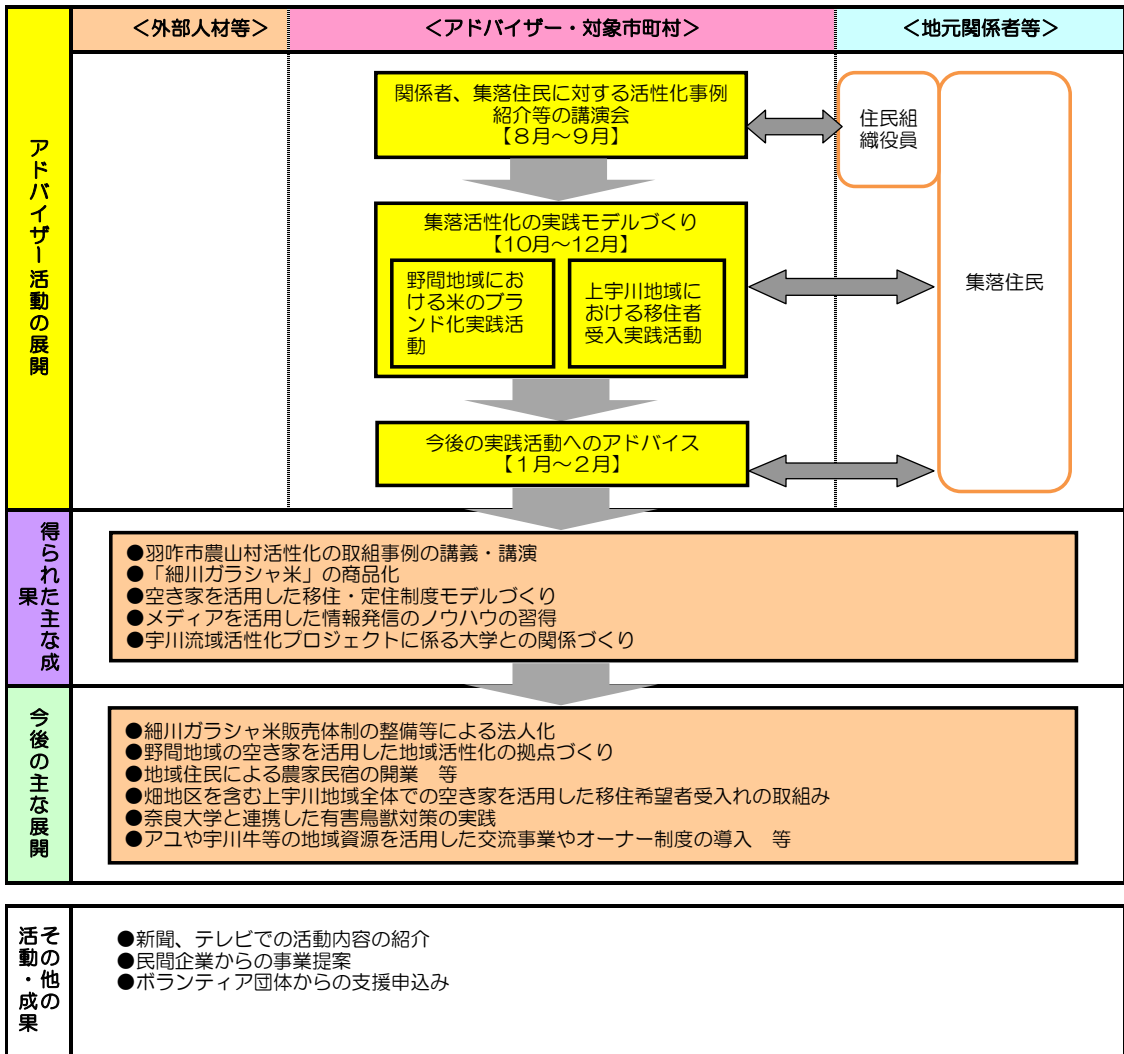 ＜外部人材等＞
＜アドバイザー・対象市町村＞
＜地元関係者等＞
アドバイザー活動の展開
関係者、集落住民に対する活性化事例
紹介等の講演会
【８月～９月】
住民組
織役員
集落活性化の実践モデルづくり
【10月～12月】
野間地域にお
ける米のブラ
ンド化実践活
動
上宇川地域に
おける移住者
受入実践活動
集落住民
今後の実践活動へのアドバイス
【１月～２月】
得られた主な成
果
●羽咋市農山村活性化の取組事例の講義・講演
●「細川ガラシャ米」の商品化
●空き家を活用した移住・定住制度モデルづくり
●メディアを活用した情報発信のノウハウの習得
●宇川流域活性化プロジェクトに係る大学との関係づくり
今後の主な展開
●細川ガラシャ米販売体制の整備等による法人化
●野間地域の空き家を活用した地域活性化の拠点づくり
●地域住民による農家民宿の開業　等
●畑地区を含む上宇川地域全体での空き家を活用した移住希望者受入れの取組み
●奈良大学と連携した有害鳥獣対策の実践
●アユや宇川牛等の地域資源を活用した交流事業やオーナー制度の導入　等
その他の
活動・成果
●新聞、テレビでの活動内容の紹介
●民間企業からの事業提案
●ボランティア団体からの支援申込み